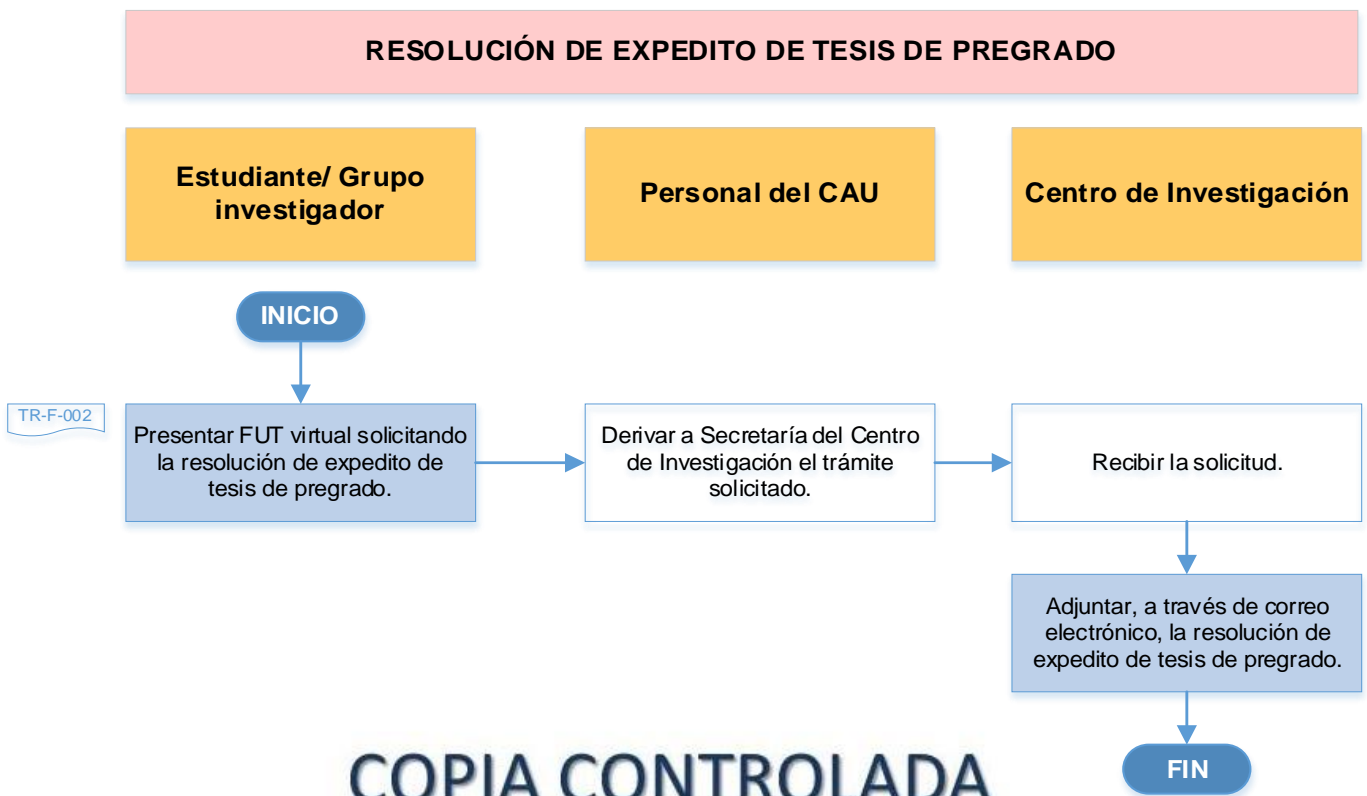 RESOLUCIÓN DE EXPEDITO DE TESIS DE PREGRADO
Estudiante/ Grupo
investigador
Personal del CAU
Centro de Investigación
INICIO
TR-F-002
Presentar FUT virtual solicitando
la resolución de expedito de
tesis de pregrado.
Derivar a Secretaría del Centro
de Investigación el trámite
solicitado.
Recibir la solicitud.
Adjuntar, a través de correo
electrónico, la resolución de
expedito de tesis de pregrado.
FIN
COPIA CONTROLADA